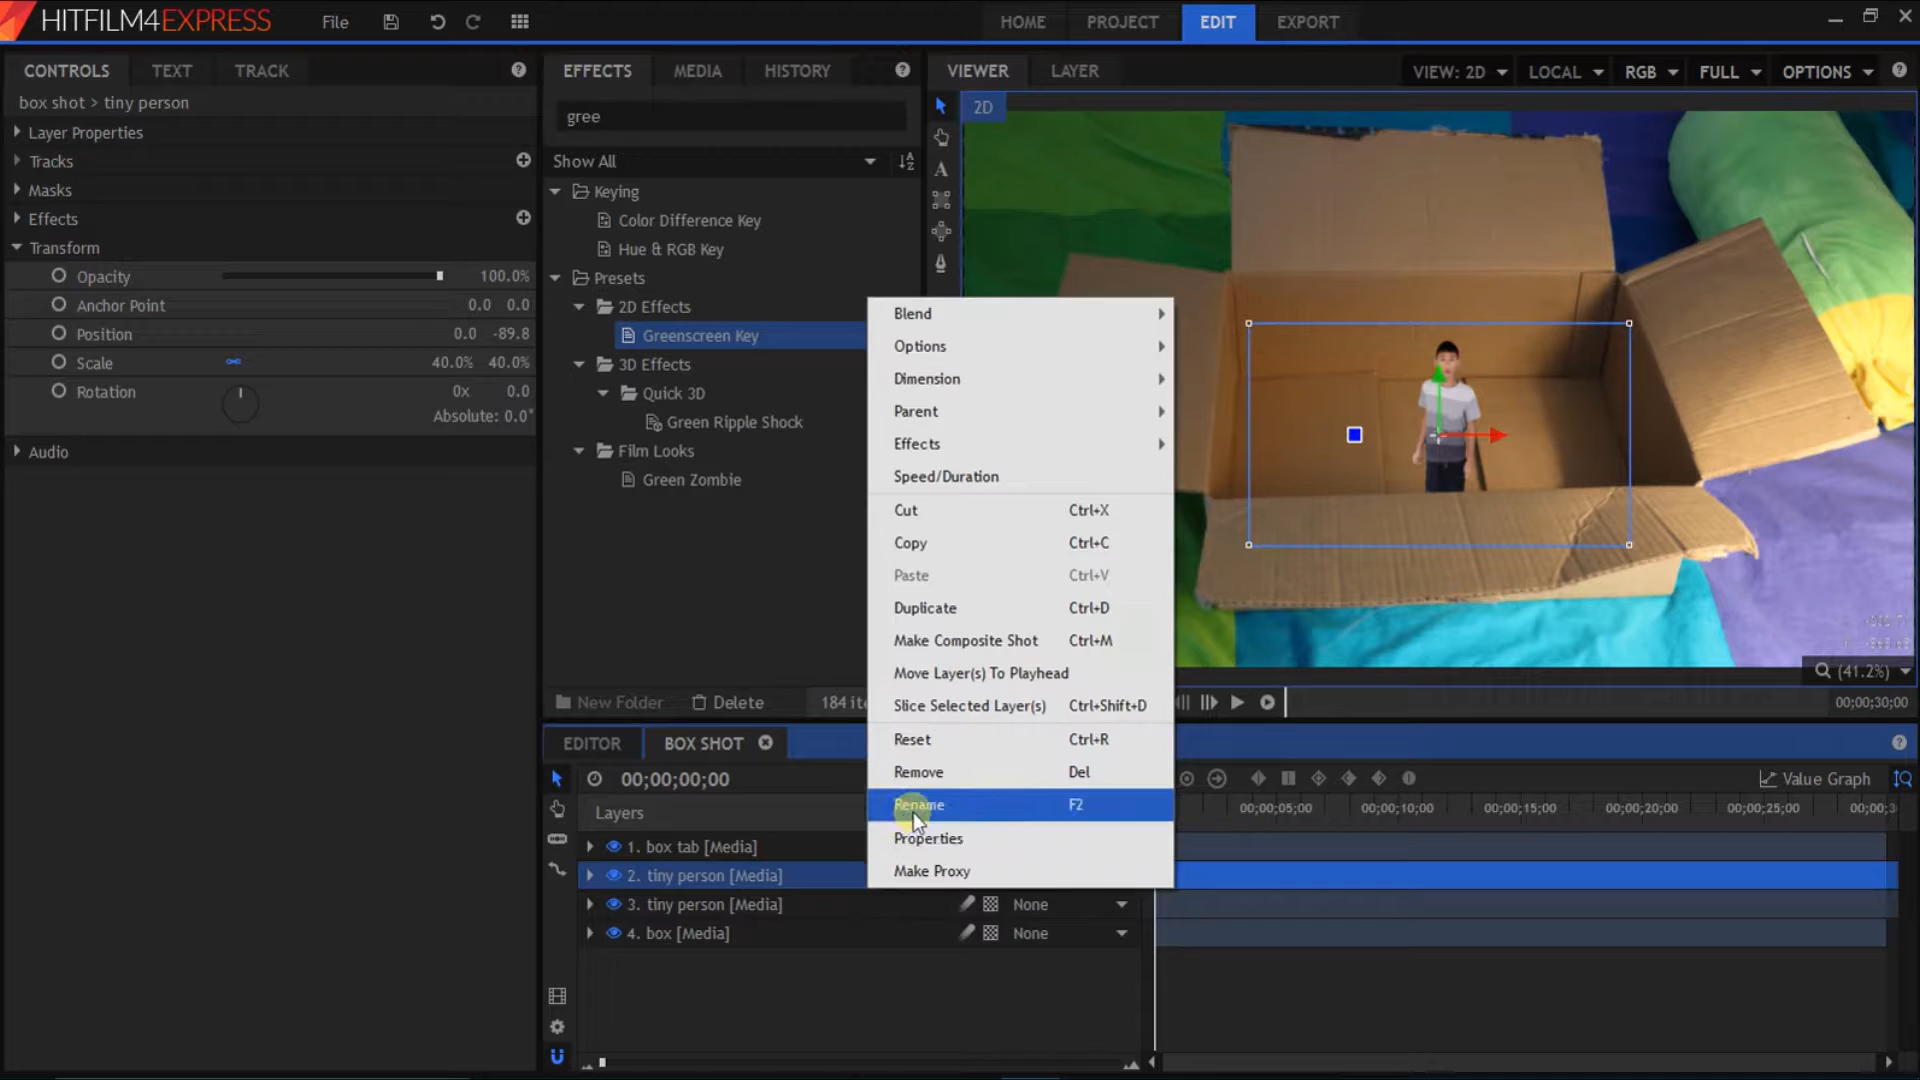 HITFILM4EXPRESS
File
HOME
PROJECT
EDIT
EXPORT
CONTROLS
TEXT
TRACK
box shot > tiny person
Layer Properties
Tracks
Masks
Effects
Transform
Opacity 100.0%
Anchor Point 0.0 0.0
Position 0.0 -89.8
Scale 40.0% 40.0%
Rotation 0x 0.0
Absolute: 0.0°
Audio
EFFECTS
MEDIA
HISTORY
gree
Show All
Keying
Color Difference Key
Hue & RGB Key
Presets
2D Effects
Greenscreen Key
3D Effects
Quick 3D
Green Ripple Shock
Film Looks
Green Zombie
New Folder
Delete
184 ite
VIEWER
LAYER
VIEW: 2D
LOCAL
RGB
FULL
OPTIONS
2D
(41.2%)
00;00;30;00
Blend
Options
Dimension
Parent
Effects
Speed/Duration
Cut Ctrl+X
Copy Ctrl+C
Paste Ctrl+V
Duplicate Ctrl+D
Make Composite Shot Ctrl+M
Move Layer(s) To Playhead
Slice Selected Layer(s) Ctrl+Shift+D
Reset Ctrl+R
Remove Del
Rename F2
Properties
Make Proxy
EDITOR
BOX SHOT
00;00;00;00
Value Graph
Layers
00;00;05;00
00;00;10;00
00;00;15;00
00;00;20;00
00;00;25;00
00;00;3
1. box tab [Media]
2. tiny person [Media]
3. tiny person [Media] None
4. box [Media] None